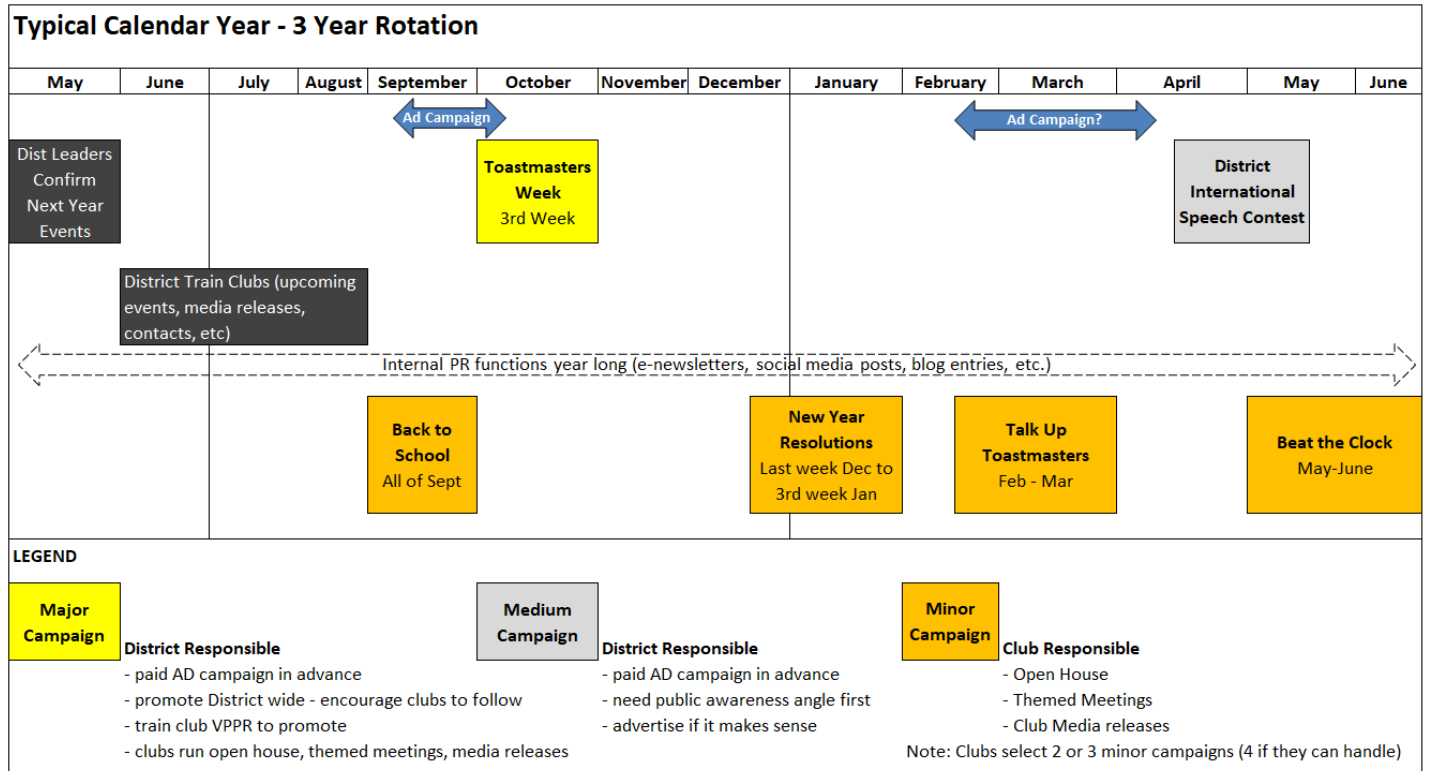 Typical Calendar Year - 3 Year Rotation
May June July August September October November December January February March April May June
Ad Campaign
Ad Campaign?
Dist Leaders
Confirm
Next Year
Events
Toastmasters
Week
3rd Week
District
International
Speech Contest
District Train Clubs (upcoming
events, media releases,
contacts, etc)
Internal PR functions year long (e-newsletters, social media posts, blog entries, etc.)
Back to
School
All of Sept
New Year
Resolutions
Last week Dec to
3rd week Jan
Talk Up
Toastmasters
Feb - Mar
Beat the Clock
May-June
LEGEND
Major
Campaign
District Responsible
- paid AD campaign in advance
- promote District wide - encourage clubs to follow
- train club VPPR to promote
- clubs run open house, themed meetings, media releases
Medium
Campaign
District Responsible
- paid AD campaign in advance
- need public awareness angle first
- advertise if it makes sense
Minor
Campaign
Club Responsible
- Open House
- Themed Meetings
- Club Media releases
Note: Clubs select 2 or 3 minor campaigns (4 if they can handle)